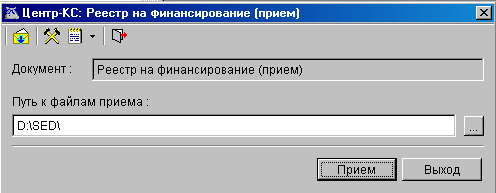 Центр-КС: Реестр на финансирование (прием)
Документ : Реестр на финансирование (прием)
Путь к файлам приема :
D:\SED\
...
Прием Выход